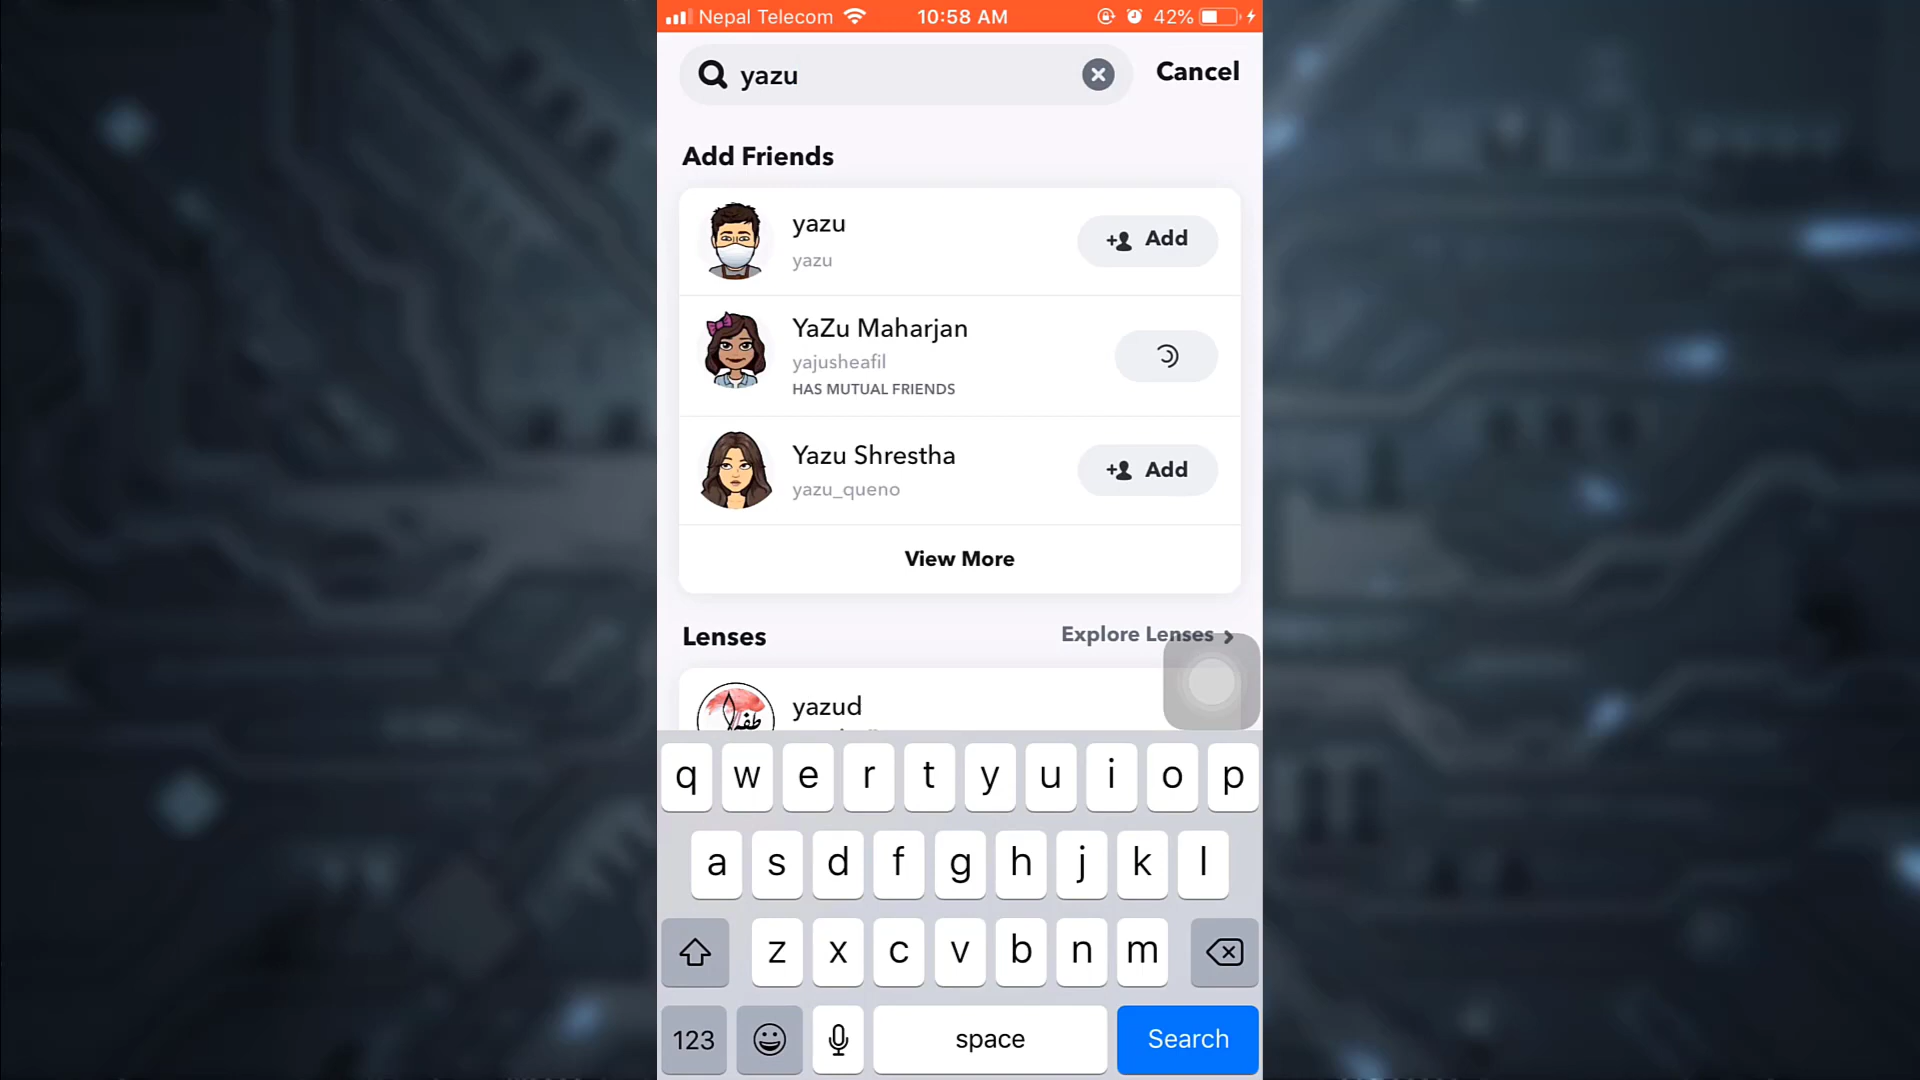 Nepal Telecom 10:58 AM 42%
yazu Cancel
Add Friends
yazu
yazu
Add
YaZu Maharjan
yajusheafil
HAS MUTUAL FRIENDS
Yazu Shrestha
yazu_queno
Add
View More
Lenses Explore Lenses
yazud
q w e r t y u i o p
a s d f g h j k l
z x c v b n m
123 space Search